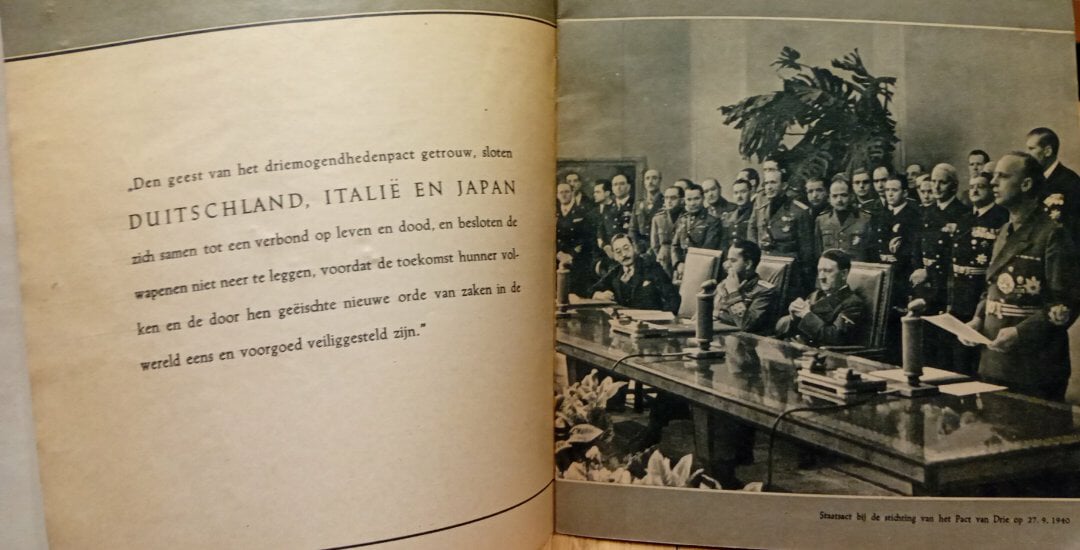 „Den geest van het driemogendhedenpact getrouw, sloten
DUITSCHLAND, ITALIË EN JAPAN
zich samen tot een verbond op leven en dood, en besloten de
wapenen niet neer te leggen, voordat de toekomst hunner vol-
ken en de door hen geëischte nieuwe orde van zaken in de
wereld eens en voorgoed veiliggesteld zijn.”
Staatsact bij de stichting van het Pact van Drie op 27. 9. 1940